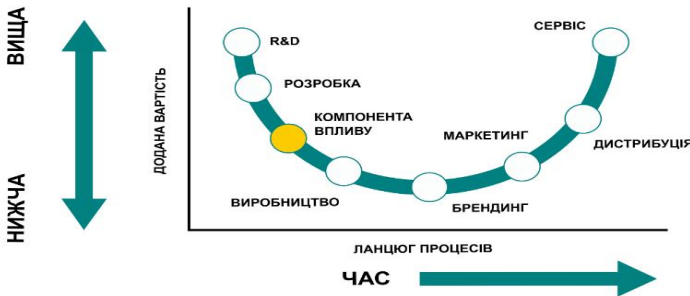 ВИЩА
НИЖЧА
ДОДАНА ВАРТІСТЬ
R&D
РОЗРОБКА
КОМПОНЕНТА
ВПЛИВУ
ВИРОБНИЦТВО
БРЕНДИНГ
МАРКЕТИНГ
ДИСТРИБУЦІЯ
СЕРВІС
ЛАНЦЮГ ПРОЦЕСІВ
ЧАС